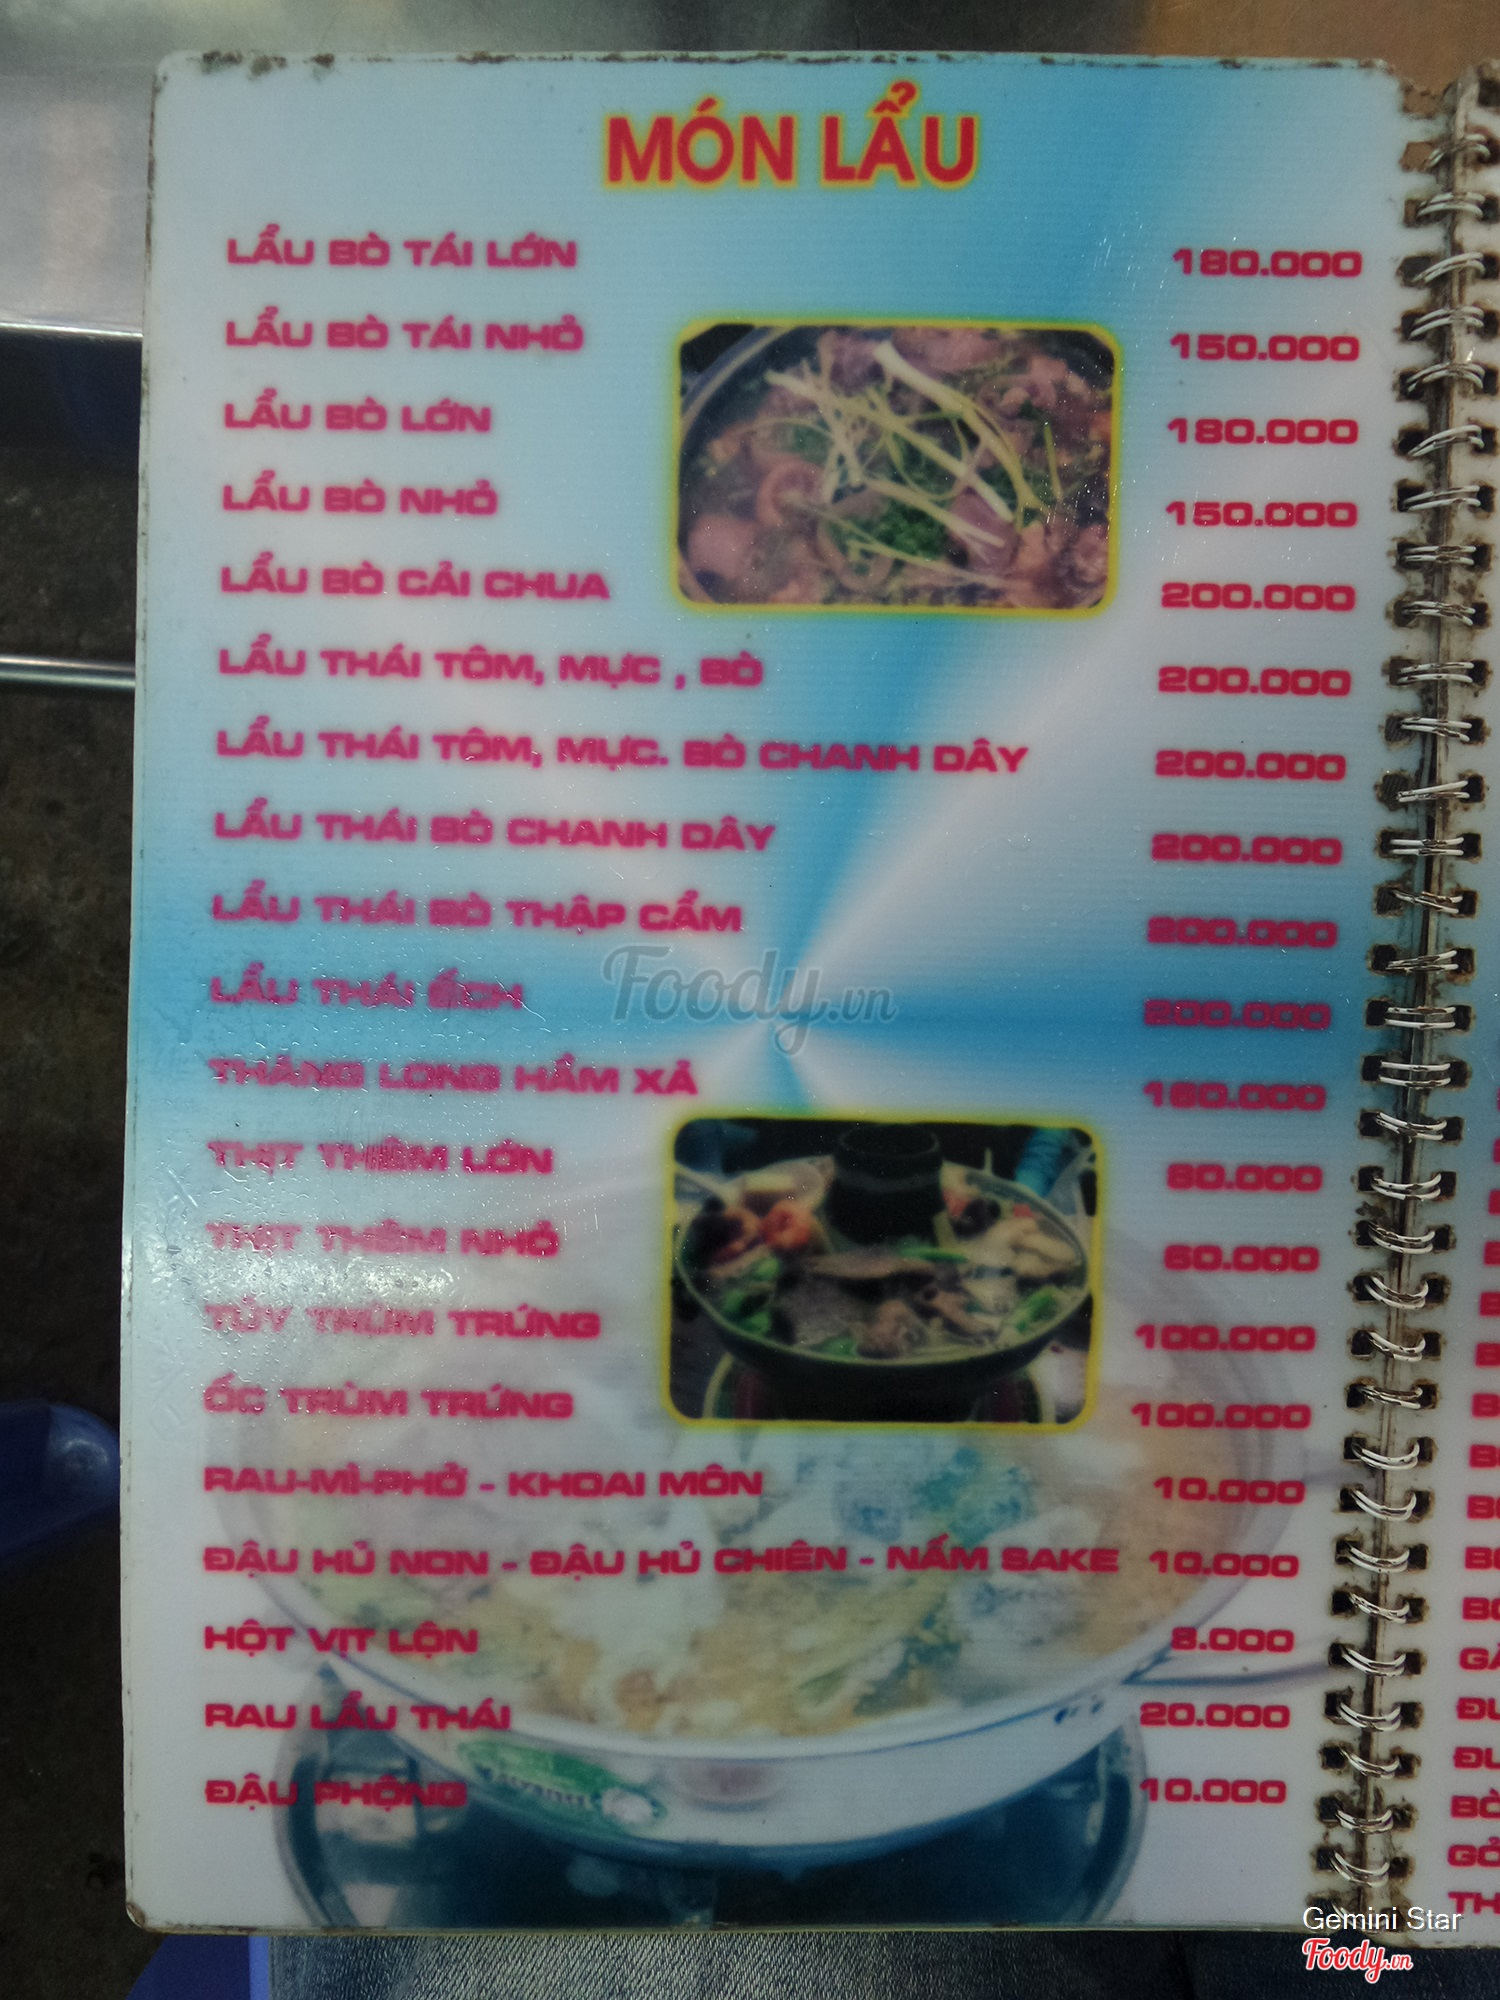 MÓN LẨU
LẨU BÒ TÁI LỚN 180.000
LẨU BÒ TÁI NHỎ 150.000
LẨU BÒ LỚN 180.000
LẨU BÒ NHỎ 150.000
LẨU BÒ CẢI CHUA 200.000
LẨU THÁI TÔM, MỰC , BÒ 200.000
LẨU THÁI TÔM, MỰC. BÒ CHANH DÂY 200.000
LẨU THÁI BÒ CHANH DÂY 200.000
LẨU THÁI BÒ THẬP CẨM 200.000
LẨU THÁI ẾCH 200.000
THĂNG LONG HẦM XẢ 150.000
THỊT THÊM LỚN 80.000
THỊT THÊM NHỎ 60.000
TỦY TRÙM TRỨNG 100.000
ỐC TRÙM TRỨNG 100.000
RAU-MÌ-PHỞ - KHOAI MÔN 10.000
ĐẬU HỦ NON - ĐẬU HỦ CHIÊN - NẤM SAKE 10.000
HỘT VỊT LỘN 8.000
RAU LẨU THÁI 20.000
ĐẬU PHỘNG 10.000
Foody.vn
Gemini Star
Foody.vn